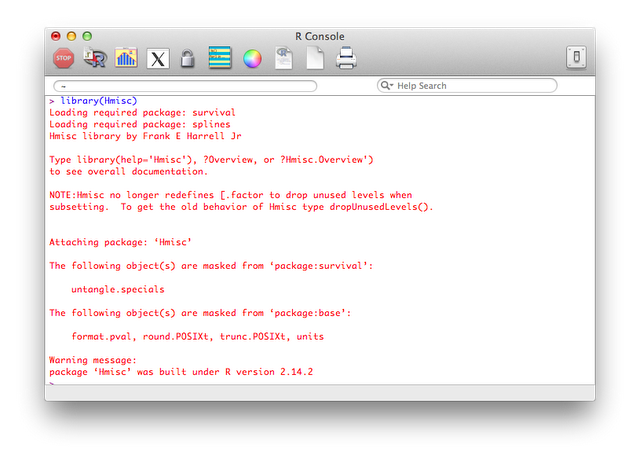 R Console
STOP
R
X
Help Search
> library(Hmisc)
Loading required package: survival
Loading required package: splines
Hmisc library by Frank E Harrell Jr
Type library(help='Hmisc'), ?Overview, or ?Hmisc.Overview')
to see overall documentation.
NOTE:Hmisc no longer redefines [.factor to drop unused levels when
subsetting.  To get the old behavior of Hmisc type dropUnusedLevels().
Attaching package: ‘Hmisc’
The following object(s) are masked from ‘package:survival’:
untangle.specials
The following object(s) are masked from ‘package:base’:
format.pval, round.POSIXt, trunc.POSIXt, units
Warning message:
package ‘Hmisc’ was built under R version 2.14.2
>